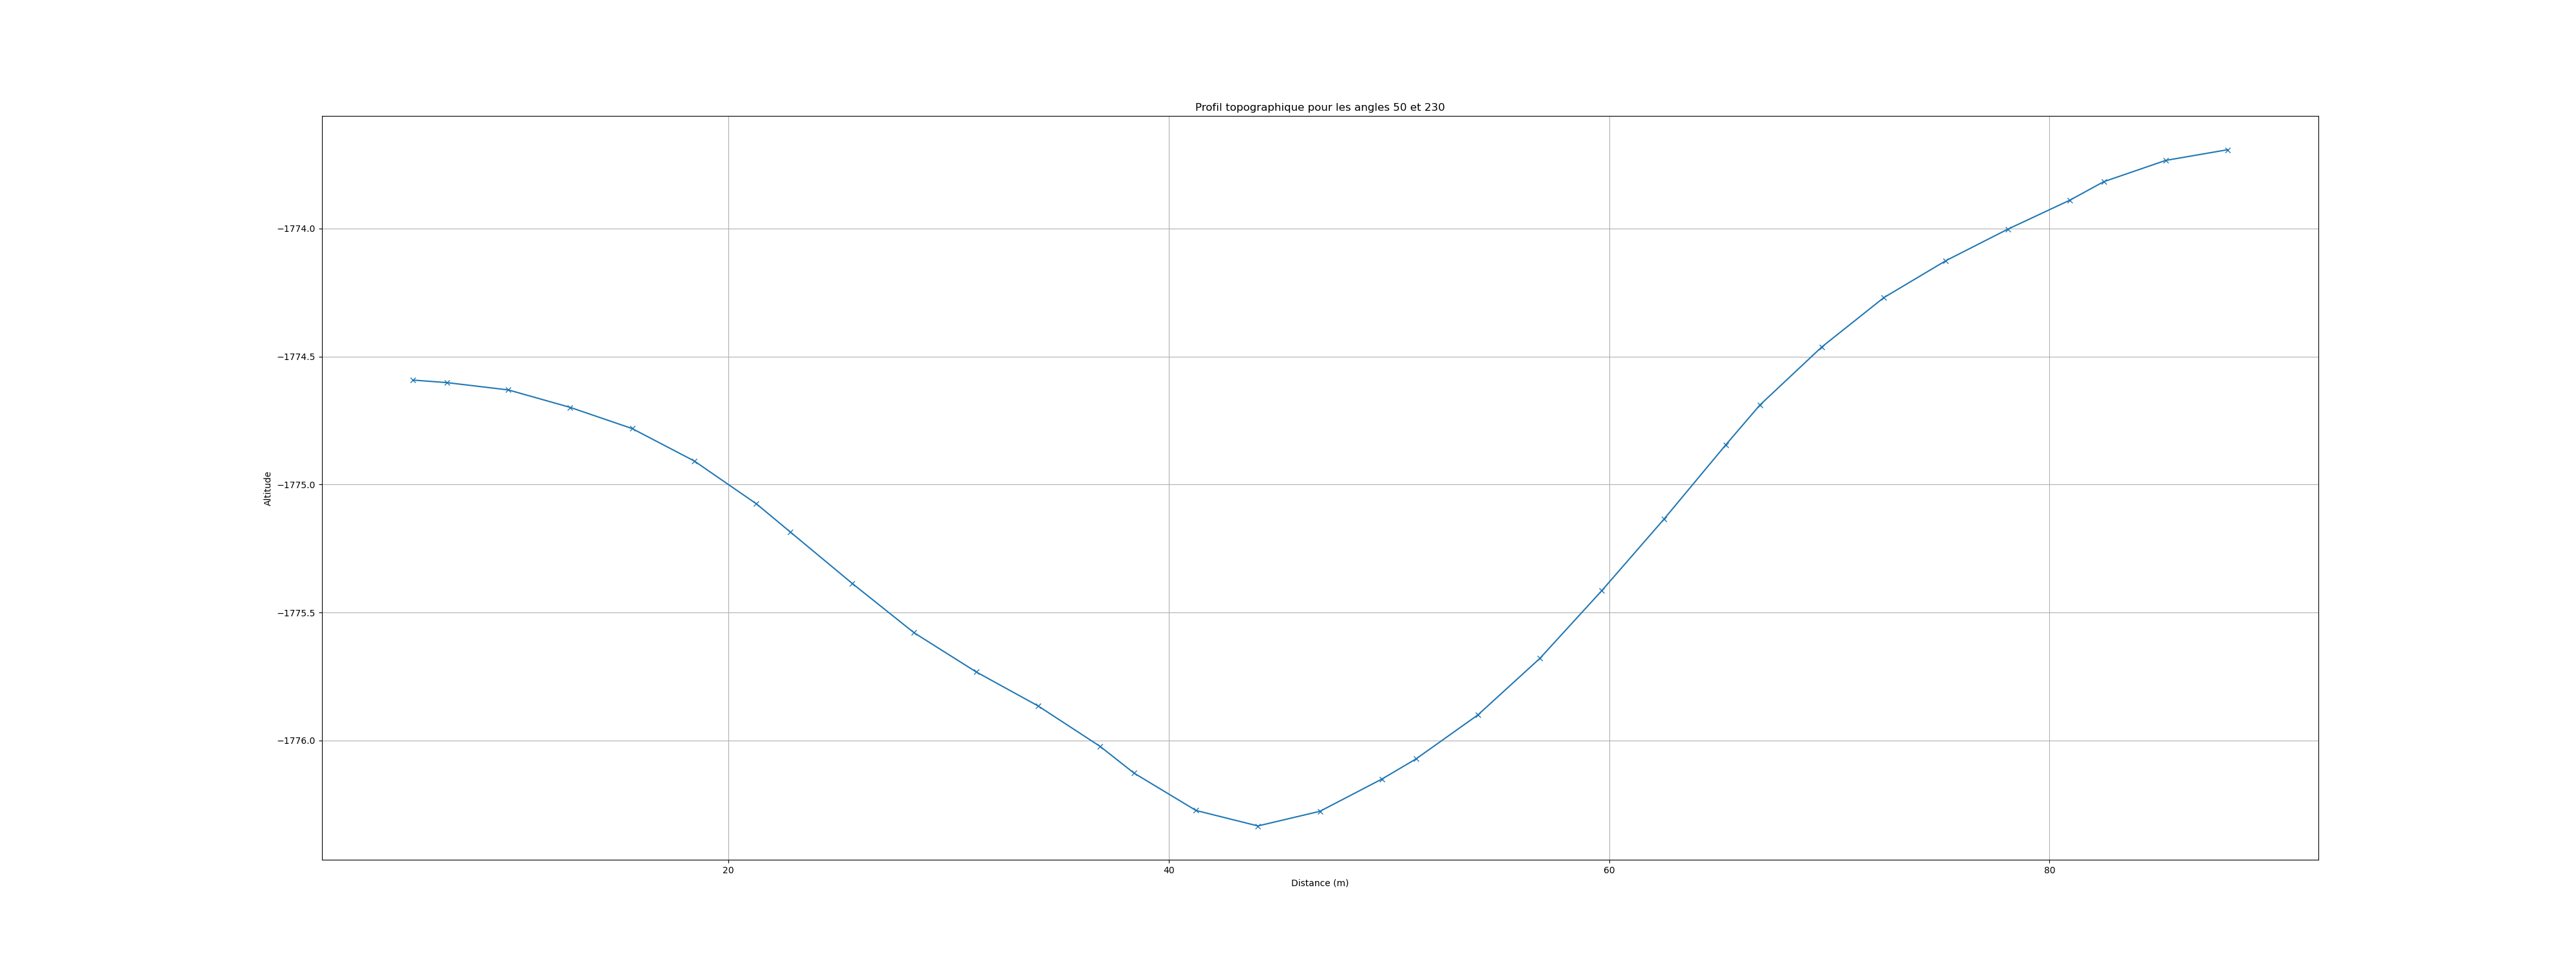 Profil topographique pour les angles 50 et 230
−1774.0
−1774.5
−1775.0
Altitude
−1775.5
−1776.0
20 40 60 80
Distance (m)